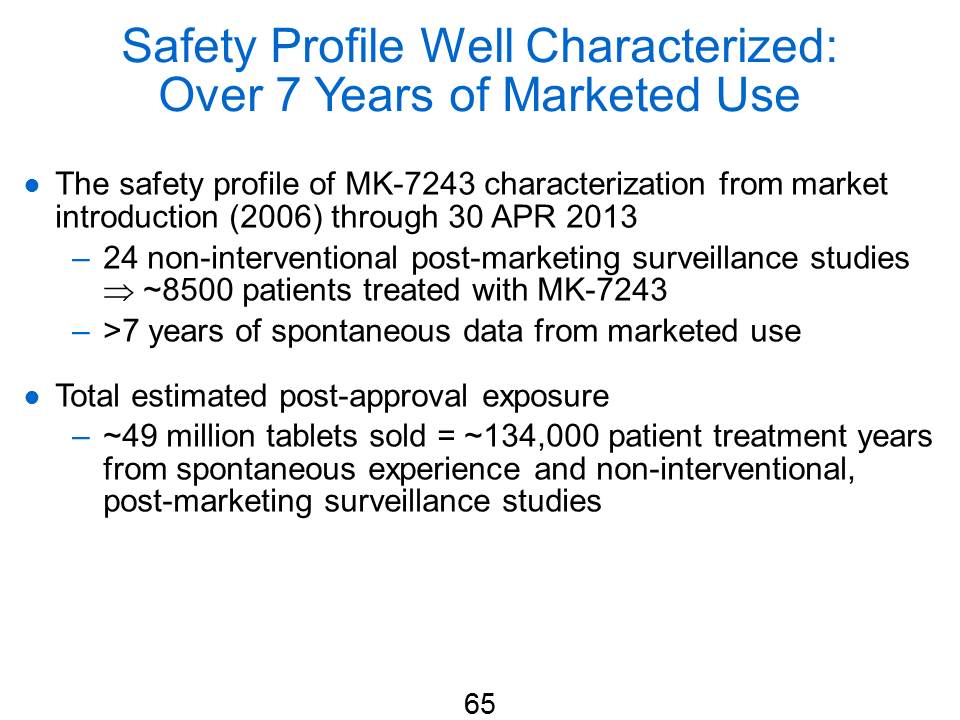 Safety Profile Well Characterized:
Over 7 Years of Marketed Use
● The safety profile of MK-7243 characterization from market
introduction (2006) through 30 APR 2013
– 24 non-interventional post-marketing surveillance studies
⇒ ~8500 patients treated with MK-7243
– >7 years of spontaneous data from marketed use
● Total estimated post-approval exposure
– ~49 million tablets sold = ~134,000 patient treatment years
from spontaneous experience and non-interventional,
post-marketing surveillance studies
65